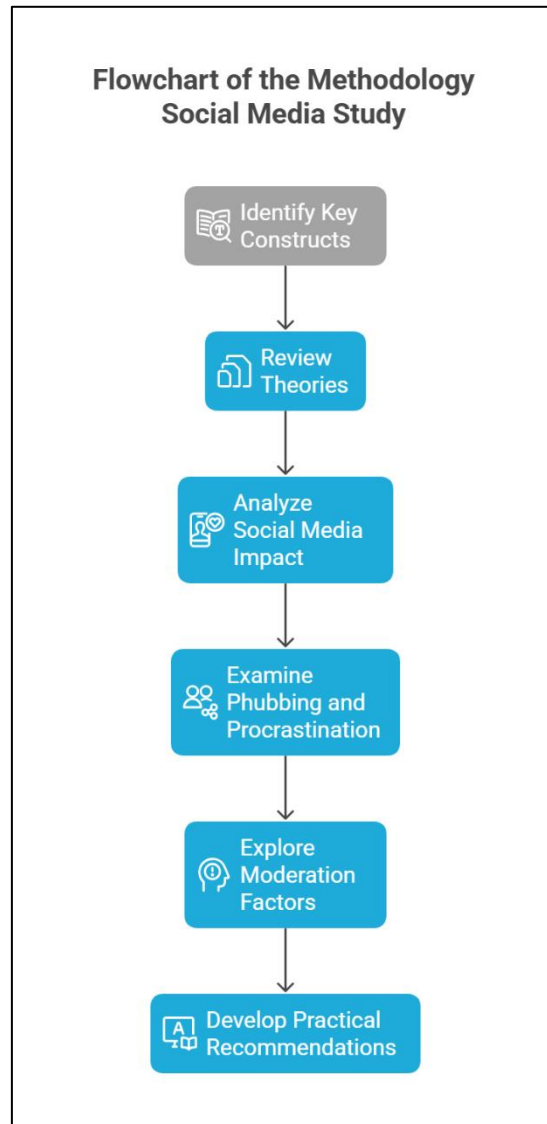 Flowchart of the Methodology
Social Media Study
Identify Key
Constructs
Review
Theories
Analyze
Social Media
Impact
Examine
Phubbing and
Procrastination
Explore
Moderation
Factors
Develop Practical
Recommendations